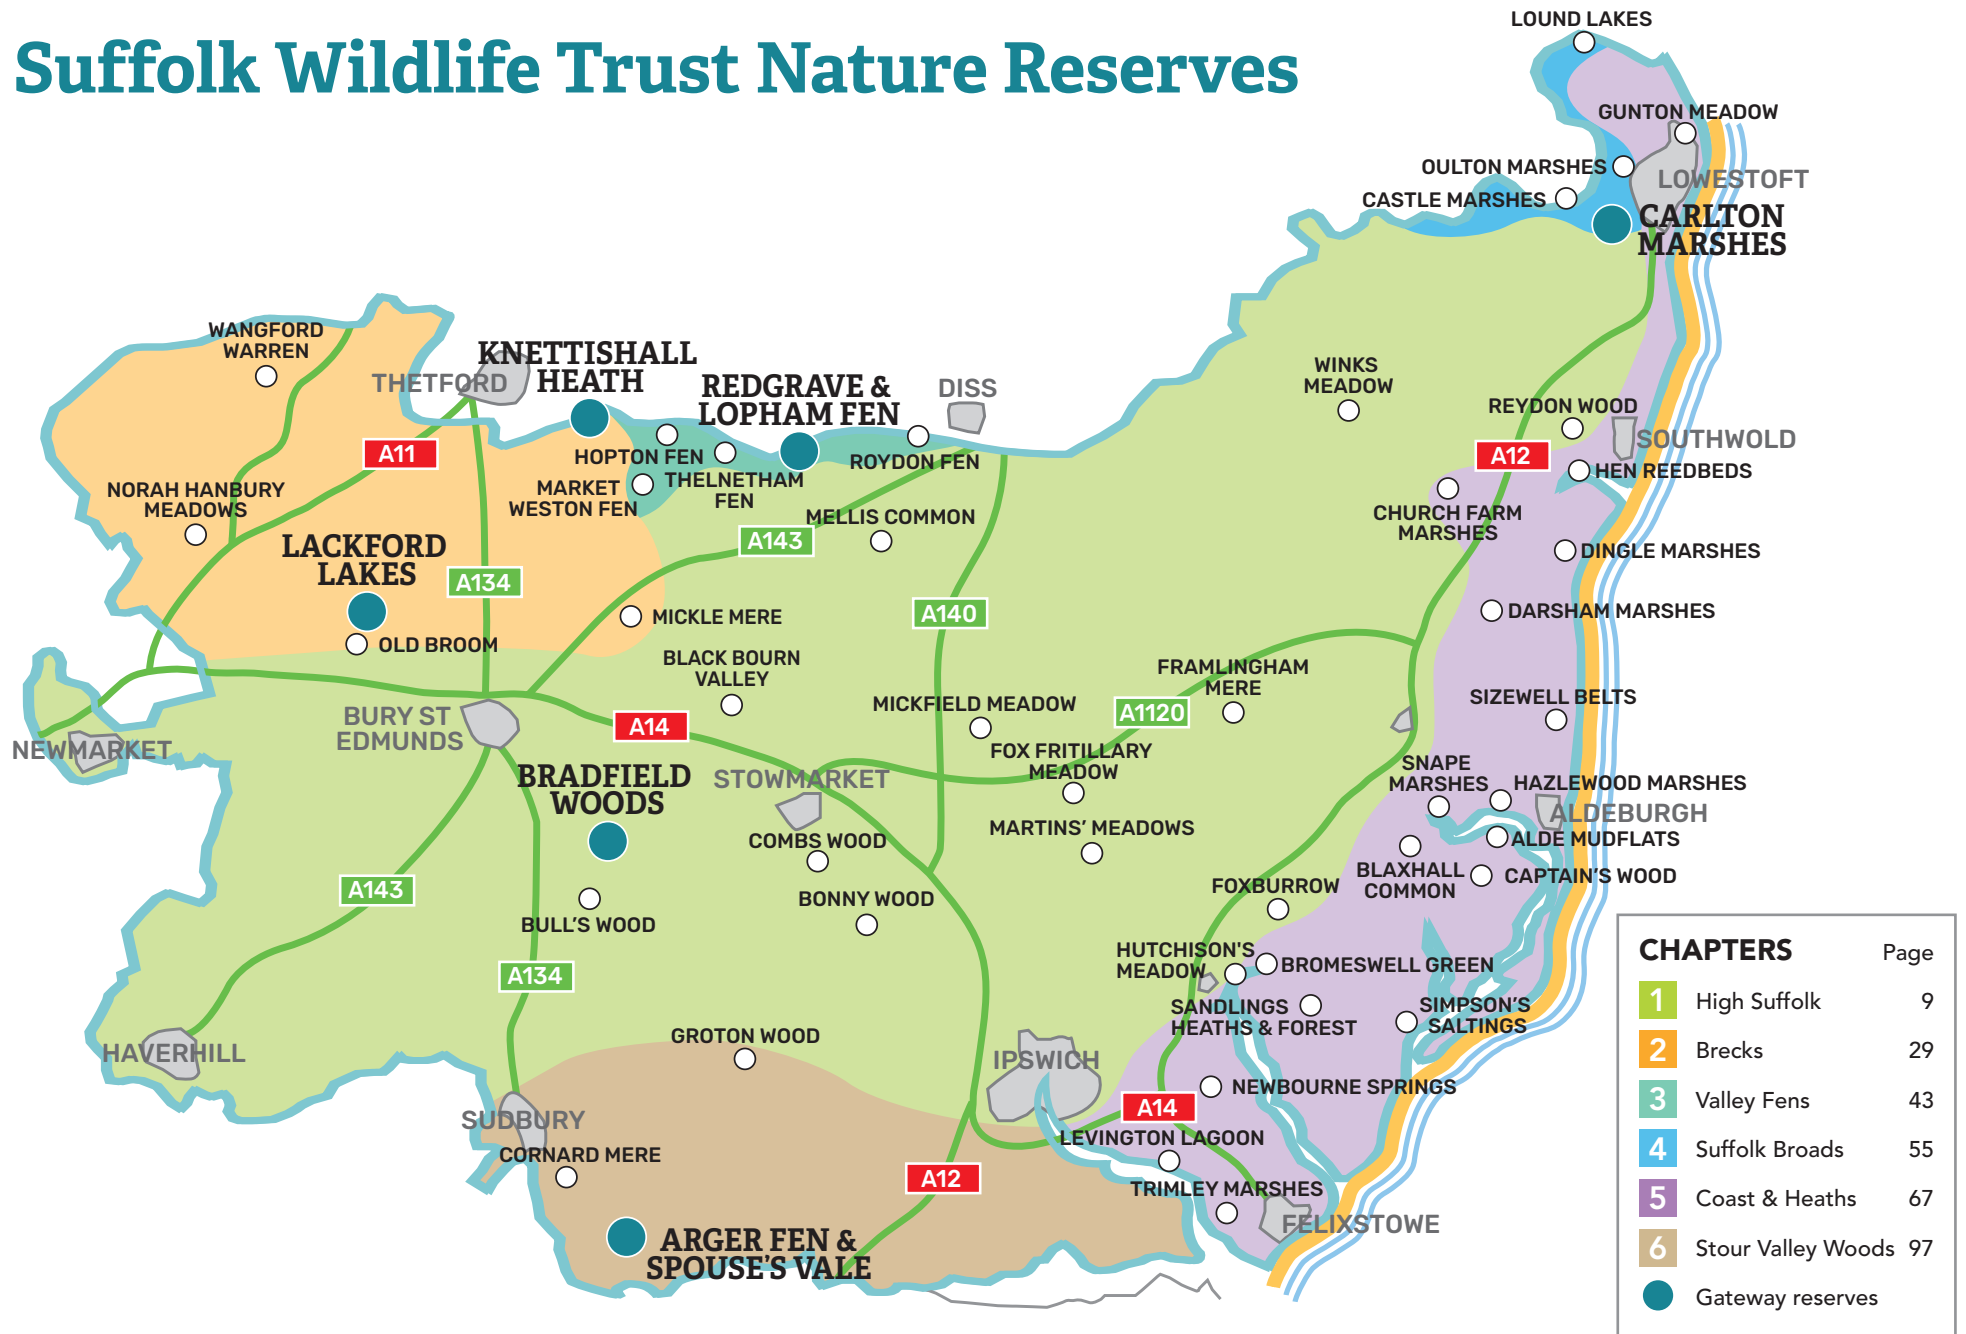 Suffolk Wildlife Trust Nature Reserves
LOUND LAKES
GUNTON MEADOW
OULTON MARSHES
LOWESTOFT
CASTLE MARSHES
CARLTON
MARSHES
WANGFORD
WARREN
THETFORD
KNETTISHALL
HEATH
REDGRAVE &
LOPHAM FEN
DISS
WINKS
MEADOW
REYDON WOOD
SOUTHWOLD
A11
A12
HOPTON FEN
ROYDON FEN
HEN REEDBEDS
NORAH HANBURY
MEADOWS
MARKET
WESTON FEN
THELNETHAM
FEN
MELLIS COMMON
CHURCH FARM
MARSHES
A143
LACKFORD
LAKES
A134
DINGLE MARSHES
A140
DARSHAM MARSHES
MICKLE MERE
OLD BROOM
BLACK BOURN
VALLEY
FRAMLINGHAM
MERE
SIZEWELL BELTS
MICKFIELD MEADOW
A1120
BURY ST
EDMUNDS
A14
NEWMARKET
FOX FRITILLARY
MEADOW
BRADFIELD
WOODS
STOWMARKET
SNAPE
MARSHES
HAZLEWOOD MARSHES
ALDEBURGH
MARTINS' MEADOWS
COMBS WOOD
ALDE MUDFLATS
BLAXHALL
COMMON
CAPTAIN'S WOOD
A143
FOXBURROW
BONNY WOOD
BULL'S WOOD
HUTCHISON'S
MEADOW
BROMESWELL GREEN
A134
SANDLINGS
HEATHS & FOREST
SIMPSON'S
SALTINGS
GROTON WOOD
HAVERHILL
IPSWICH
NEWBOURNE SPRINGS
A14
SUDBURY
LEVINGTON LAGOON
CORNARD MERE
A12
TRIMLEY MARSHES
FELIXSTOWE
ARGER FEN &
SPOUSE'S VALE
CHAPTERS Page
1 High Suffolk 9
2 Brecks 29
3 Valley Fens 43
4 Suffolk Broads 55
5 Coast & Heaths 67
6 Stour Valley Woods 97
Gateway reserves